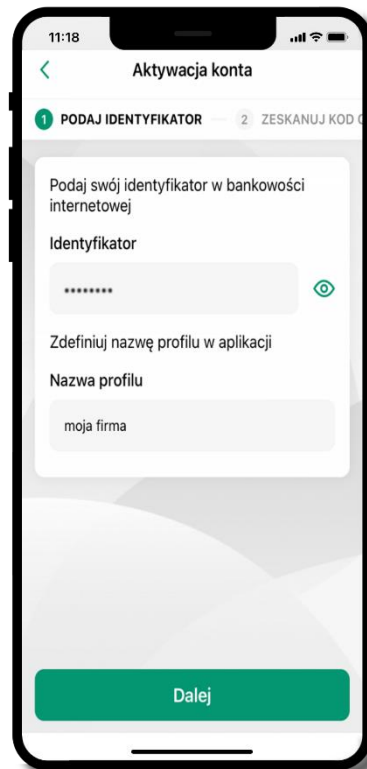 11:18
Aktywacja konta
1 PODAJ IDENTYFIKATOR 2 ZESKANUJ KOD
Podaj swój identyfikator w bankowości
internetowej
Identyfikator
********
Zdefiniuj nazwę profilu w aplikacji
Nazwa profilu
moja firma
Dalej